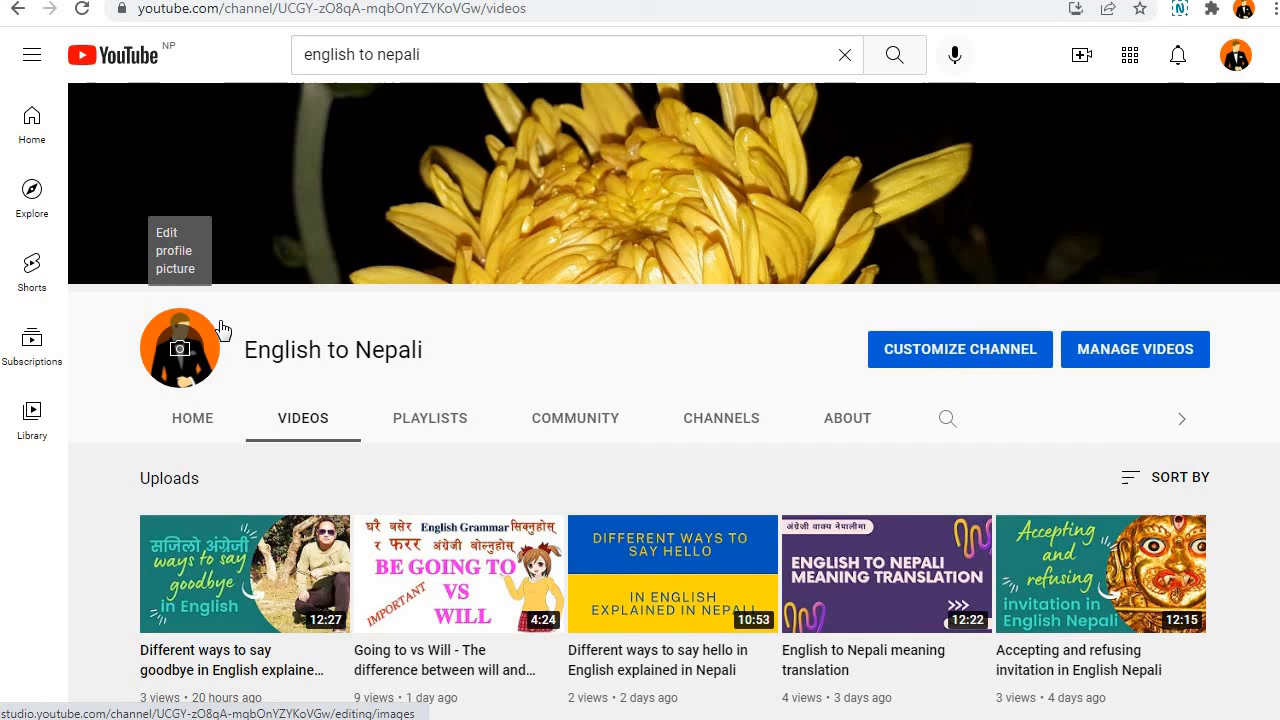 youtube.com/channel/UCGY-zO8qA-mqbOnYZYKoVGw/videos
YouTube NP
english to nepali
Home
Explore
Shorts
Subscriptions
Library
Edit
profile
picture
English to Nepali
CUSTOMIZE CHANNEL
MANAGE VIDEOS
HOME VIDEOS PLAYLISTS COMMUNITY CHANNELS ABOUT
Uploads
SORT BY
सजिलो अंग्रेजी
ways to say
goodbye
in English
12:27
Different ways to say
goodbye in English explaine...
3 views • 20 hours ago
घरै बसेर English Grammar सिक्नुहोस्
र फरर अंग्रेजी बोल्नुहोस्
BE GOING TO
VS
WILL
IMPORTANT
4:24
Going to vs Will - The
difference between will and...
9 views • 1 day ago
DIFFERENT WAYS TO
SAY HELLO
IN ENGLISH
EXPLAINED IN NEPALI
10:53
Different ways to say hello in
English explained in Nepali
2 views • 2 days ago
अंग्रेजी वाक्य नेपालीमा
ENGLISH TO NEPALI
MEANING TRANSLATION
12:22
English to Nepali meaning
translation
4 views • 3 days ago
Accepting
and
refusing
invitation in
English Nepali
12:15
Accepting and refusing
invitation in English Nepali
3 views • 4 days ago
studio.youtube.com/channel/UCGY-zO8qA-mqbOnYZYKoVGw/editing/images